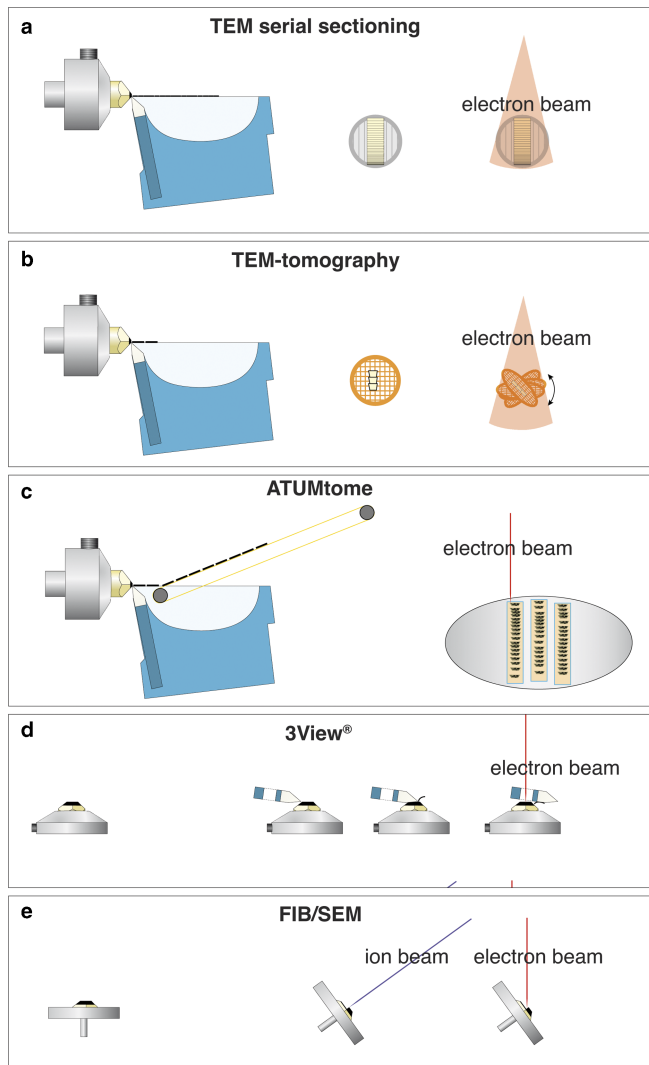 a
TEM serial sectioning
electron beam
b
TEM-tomography
electron beam
c
ATUMtome
electron beam
d
3View®
electron beam
e
FIB/SEM
ion beam
electron beam